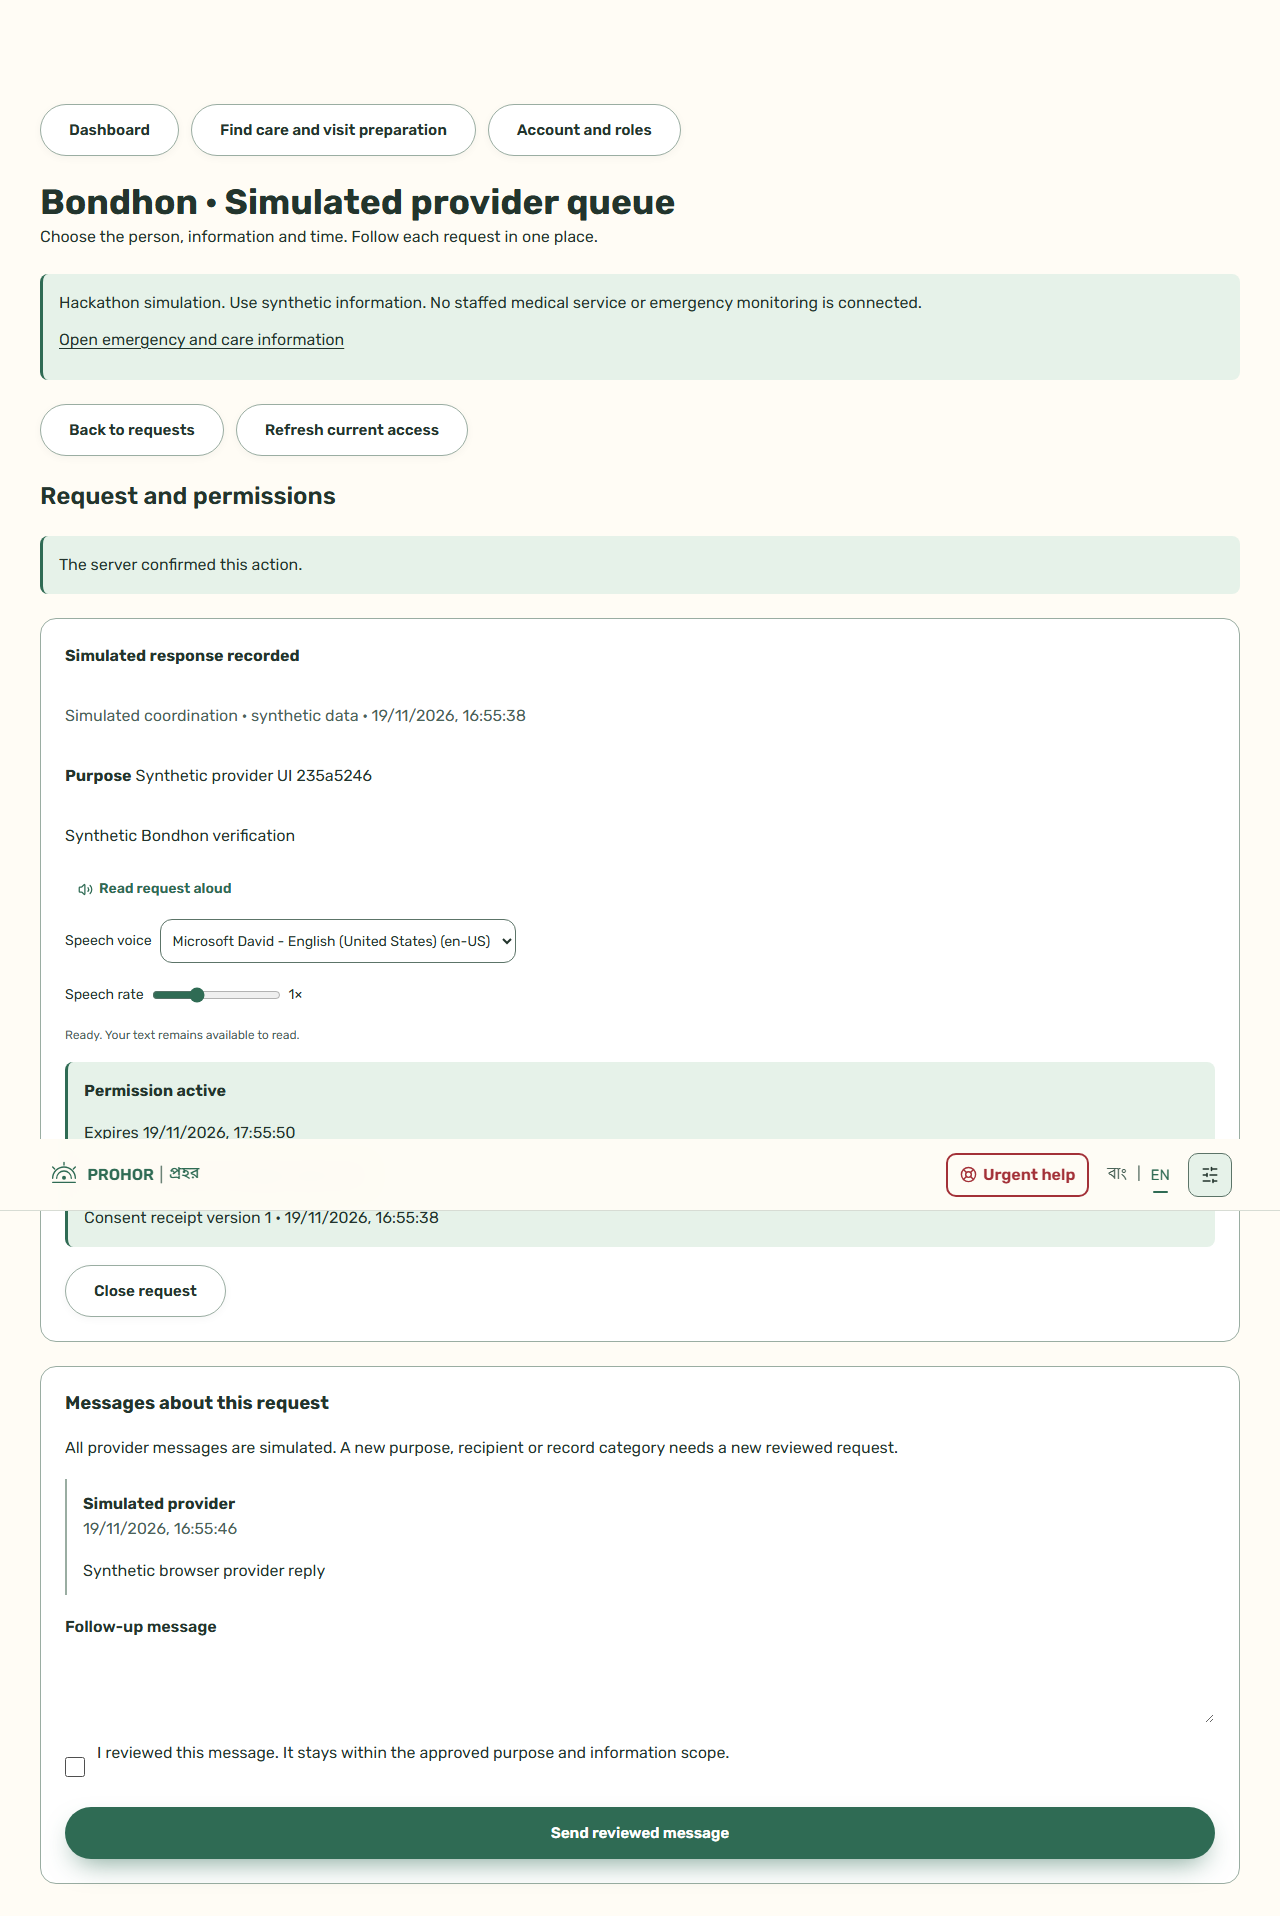 Dashboard
Find care and visit preparation
Account and roles
Bondhon • Simulated provider queue
Choose the person, information and time. Follow each request in one place.
Hackathon simulation. Use synthetic information. No staffed medical service or emergency monitoring is connected.
Open emergency and care information
Back to requests
Refresh current access
Request and permissions
The server confirmed this action.
Simulated response recorded
Simulated coordination • synthetic data • 19/11/2026, 16:55:38
Purpose Synthetic provider UI 235a5246
Synthetic Bondhon verification
Read request aloud
Speech voice Microsoft David - English (United States) (en-US)
Speech rate 1×
Ready. Your text remains available to read.
Permission active
Expires 19/11/2026, 17:55:50
PROHOR | প্রহর
Urgent help
বাং | EN
Consent receipt version 1 • 19/11/2026, 16:55:38
Close request
Messages about this request
All provider messages are simulated. A new purpose, recipient or record category needs a new reviewed request.
Simulated provider
19/11/2026, 16:55:46
Synthetic browser provider reply
Follow-up message
I reviewed this message. It stays within the approved purpose and information scope.
Send reviewed message